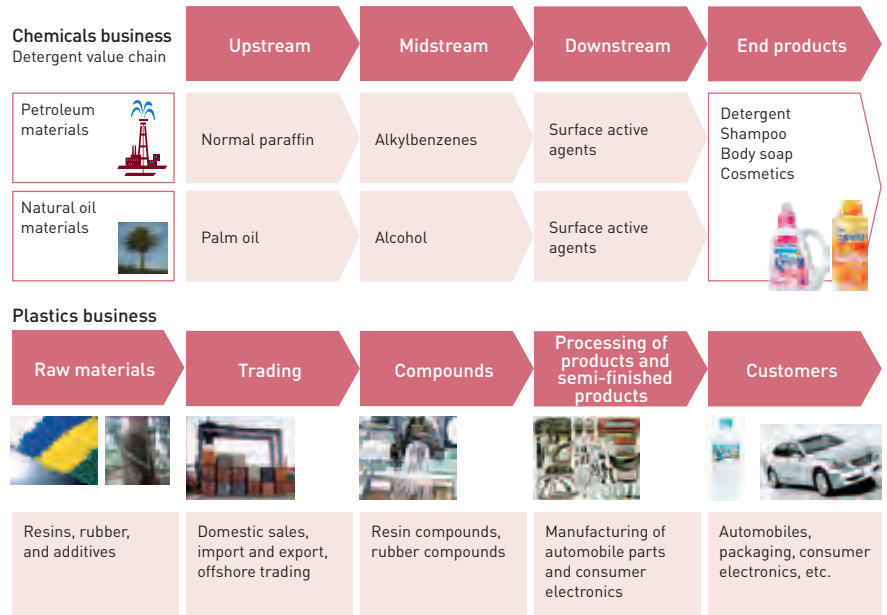 Chemicals business
Detergent value chain
Upstream
Midstream
Downstream
End products
Petroleum
materials
Normal paraffin
Alkylbenzenes
Surface active
agents
Detergent
Shampoo
Body soap
Cosmetics
Natural oil
materials
Palm oil
Alcohol
Surface active
agents
Plastics business
Raw materials
Trading
Compounds
Processing of
products and
semi-finished
products
Customers
Resins, rubber,
and additives
Domestic sales,
import and export,
offshore trading
Resin compounds,
rubber compounds
Manufacturing of
automobile parts
and consumer
electronics
Automobiles,
packaging, consumer
electronics, etc.